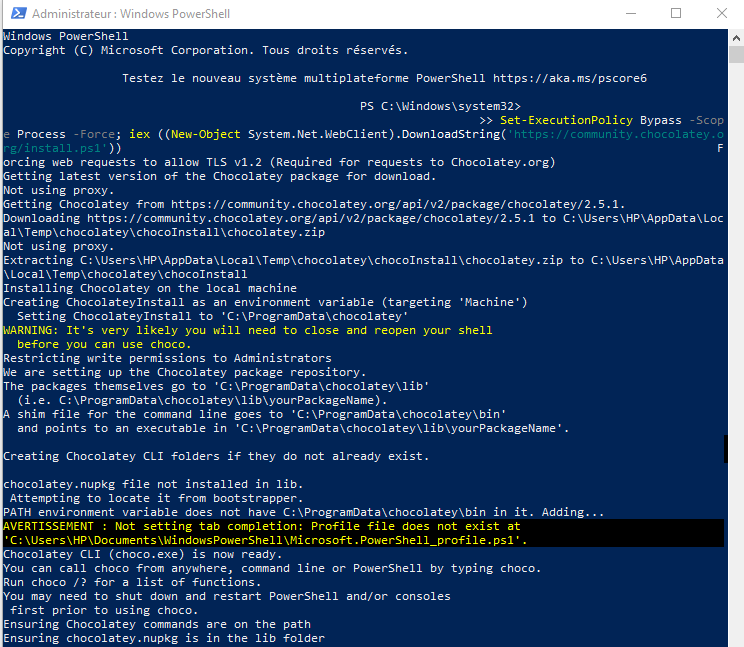 Administrateur : Windows PowerShell
Windows PowerShell
Copyright (C) Microsoft Corporation. Tous droits réservés.
Testez le nouveau système multiplateforme PowerShell https://aka.ms/pscore6
PS C:\Windows\system32>
>> Set-ExecutionPolicy Bypass -Scop
e Process -Force; iex ((New-Object System.Net.WebClient).DownloadString('https://community.chocolatey.o
rg/install.ps1')) F
orcing web requests to allow TLS v1.2 (Required for requests to Chocolatey.org)
Getting latest version of the Chocolatey package for download.
Not using proxy.
Getting Chocolatey from https://community.chocolatey.org/api/v2/package/chocolatey/2.5.1.
Downloading https://community.chocolatey.org/api/v2/package/chocolatey/2.5.1 to C:\Users\HP\AppData\Loc
al\Temp\chocolatey\chocoInstall\chocolatey.zip
Not using proxy.
Extracting C:\Users\HP\AppData\Local\Temp\chocolatey\chocoInstall\chocolatey.zip to C:\Users\HP\AppData
\Local\Temp\chocolatey\chocoInstall
Installing Chocolatey on the local machine
Creating ChocolateyInstall as an environment variable (targeting 'Machine')
  Setting ChocolateyInstall to 'C:\ProgramData\chocolatey'
WARNING: It's very likely you will need to close and reopen your shell
  before you can use choco.
Restricting write permissions to Administrators
We are setting up the Chocolatey package repository.
The packages themselves go to 'C:\ProgramData\chocolatey\lib'
  (i.e. C:\ProgramData\chocolatey\lib\yourPackageName).
A shim file for the command line goes to 'C:\ProgramData\chocolatey\bin'
  and points to an executable in 'C:\ProgramData\chocolatey\lib\yourPackageName'.
Creating Chocolatey CLI folders if they do not already exist.
chocolatey.nupkg file not installed in lib.
 Attempting to locate it from bootstrapper.
PATH environment variable does not have C:\ProgramData\chocolatey\bin in it. Adding...
AVERTISSEMENT : Not setting tab completion: Profile file does not exist at
'C:\Users\HP\Documents\WindowsPowerShell\Microsoft.PowerShell_profile.ps1'.
Chocolatey CLI (choco.exe) is now ready.
You can call choco from anywhere, command line or PowerShell by typing choco.
Run choco /? for a list of functions.
You may need to shut down and restart PowerShell and/or consoles
 first prior to using choco.
Ensuring Chocolatey commands are on the path
Ensuring chocolatey.nupkg is in the lib folder